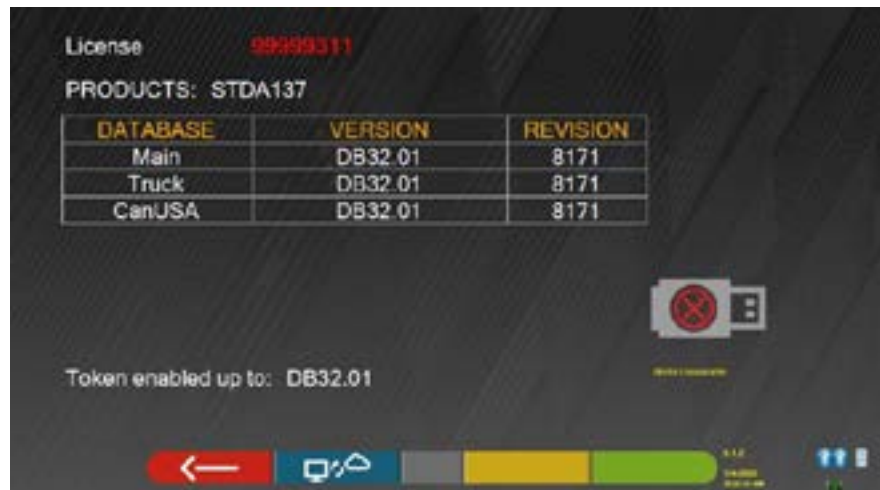 License 99999311
PRODUCTS: STDA137
DATABASE VERSION REVISION
Main DB32.01 8171
Truck DB32.01 8171
CanUSA DB32.01 8171
Token enabled up to: DB32.01